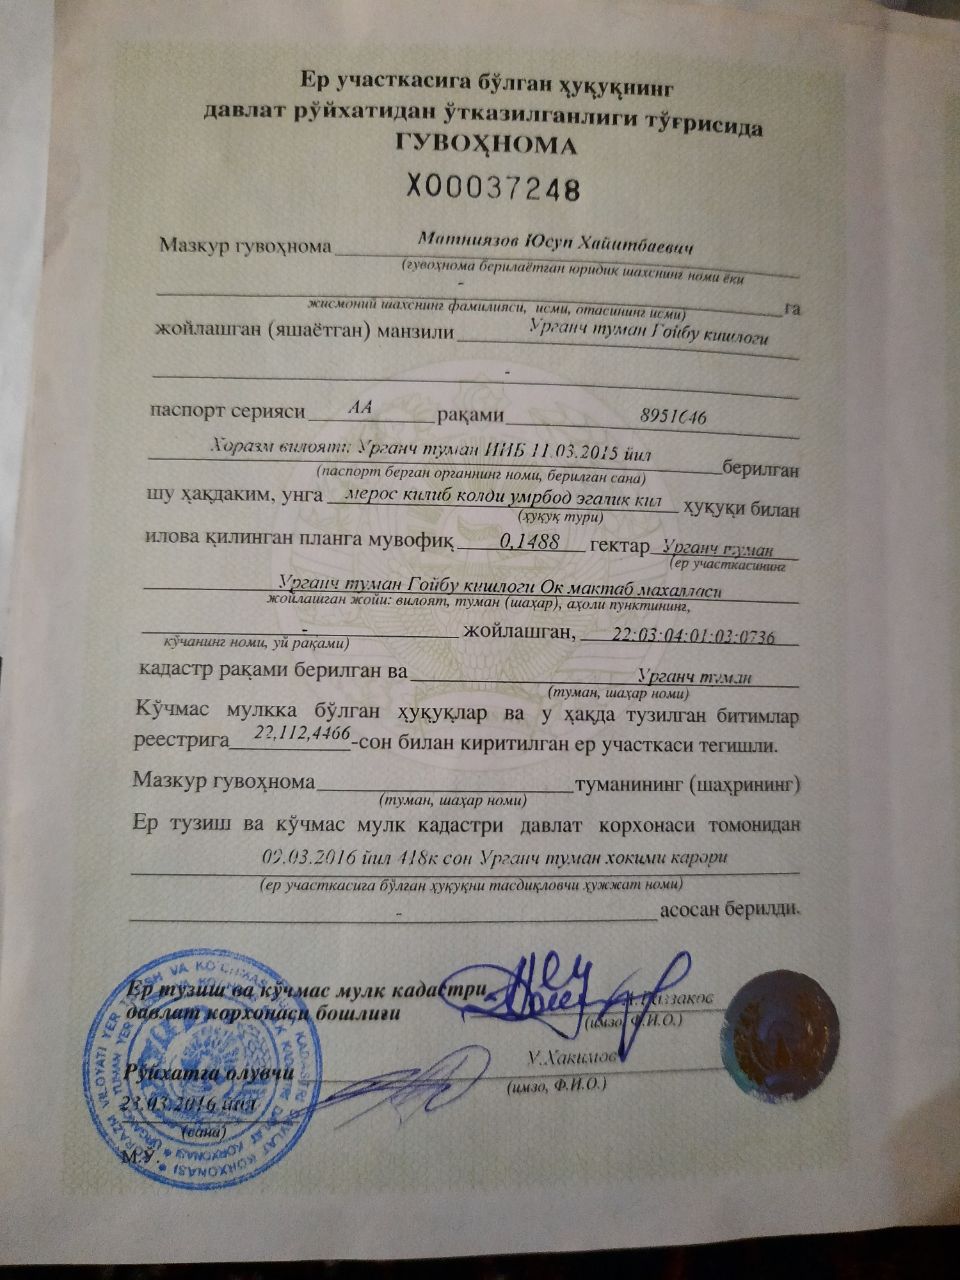 Ер участкасига бўлган ҳуқуқнинг
давлат рўйхатидан ўтказилганлиги тўғрисида
ГУВОҲНОМА
X00037248
Мазкур гувоҳнома Матниязов Юсуп Хайитбаевич
(гувоҳнома берилаётган юридик шахснинг номи ёки
- га
жисмоний шахснинг фамилияси, исми, отасининг исми)
жойлашган (яшаётган) манзили Урганч туман Гойбу кишлоги
-
паспорт серияси АА рақами 8951646
Хоразм вилояти Урганч туман ИИБ 11.03.2015 йил берилган
(паспорт берган органнинг номи, берилган сана)
шу ҳақдаким, унга мерос килиб колди умрбод эгалик кил ҳуқуқи билан
(ҳуқуқ тури)
илова қилинган планга мувофиқ 0,1488 гектар Урганч туман
(ер участкасининг
Урганч туман Гойбу кишлоги Ок мактаб махалласи
жойлашган жойи: вилоят, туман (шаҳар), аҳоли пунктининг,
- жойлашган, 22:03:04:01:03:0736
кўчанинг номи, уй рақами)
кадастр рақами берилган ва Урганч туман
(туман, шаҳар номи)
Кўчмас мулкка бўлган ҳуқуқлар ва у ҳақда тузилган битимлар
реестрига 22,112,4466-сон билан киритилган ер участкаси тегишли.
Мазкур гувоҳнома туманининг (шаҳрининг)
(туман, шаҳар номи)
Ер тузиш ва кўчмас мулк кадастри давлат корхонаси томонидан
09.03.2016 йил 418к сон Урганч туман хокими карори
(ер участкасига бўлган ҳуқуқни тасдиқловчи ҳужжат номи)
- асосан берилди.
Ер тузиш ва кўчмас мулк кадастри
давлат корхонаси бошлиғи
(имзо, Ф.И.О.)
Рўйхатга олувчи У.Хакимов
(имзо, Ф.И.О.)
23.03.2016 йил
(сана)
М.Ў.